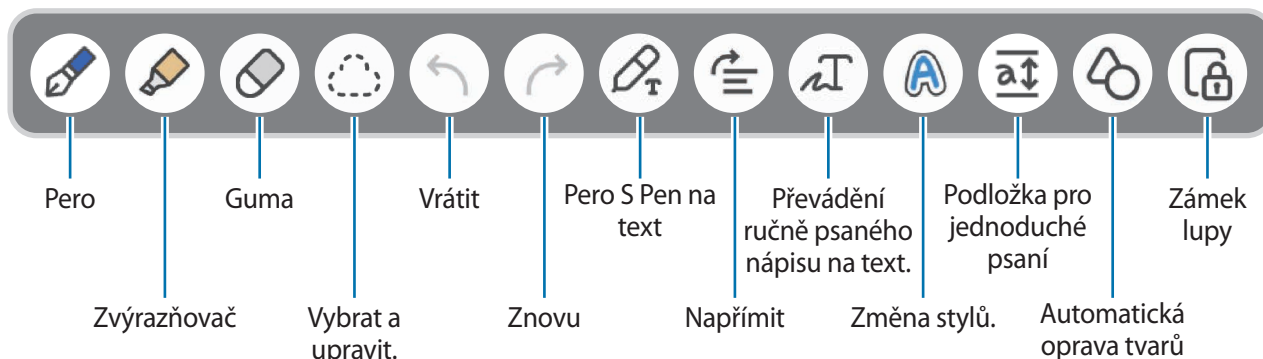 Pero
Guma
Vrátit
Pero S Pen na
text
Převádění
ručně psaného
nápisu na text.
Podložka pro
jednoduché
psaní
Zámek
lupy
Zvýrazňovač
Vybrat a
upravit.
Znovu
Napřímit
Změna stylů.
Automatická
oprava tvarů